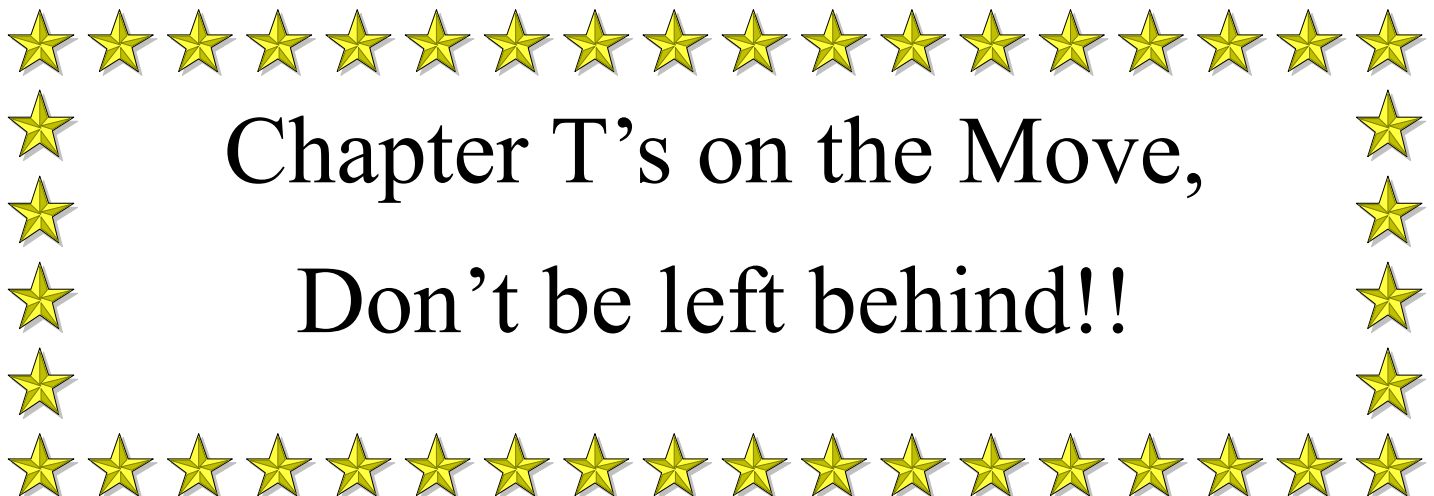 Chapter T’s on the Move,
Don’t be left behind!!